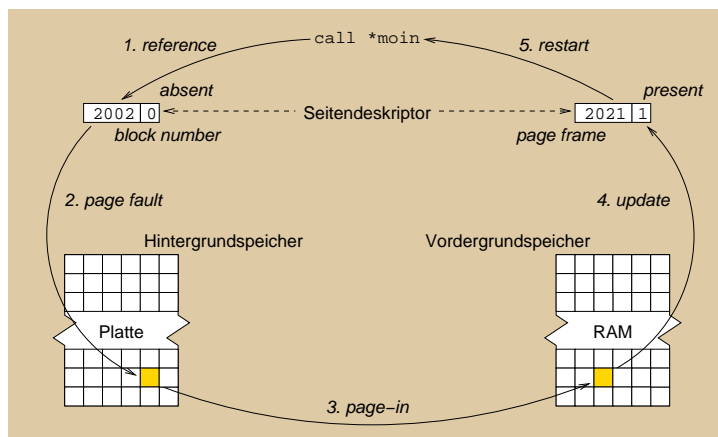 1. reference
call *moin
5. restart
absent
present
2002 0
Seitendeskriptor
2021 1
block number
page frame
2. page fault
4. update
Hintergrundspeicher
Vordergrundspeicher
Platte
RAM
3. page−in